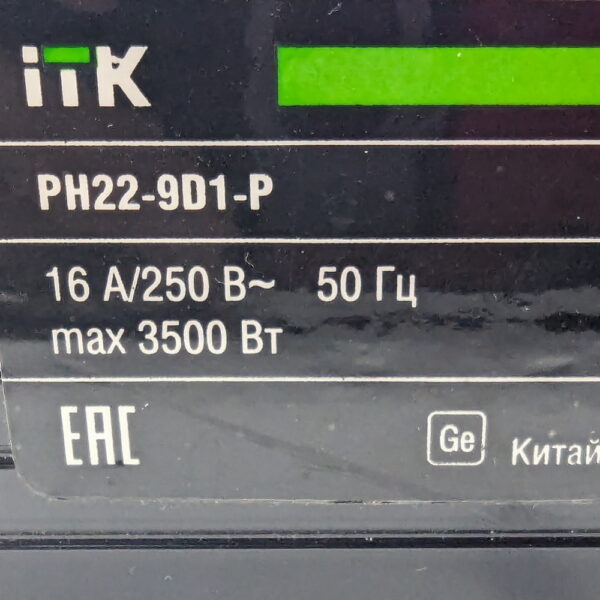 iTK
PH22-9D1-P
16 А/250 В~ 50 Гц
max 3500 Вт
EAC
Ge Китай